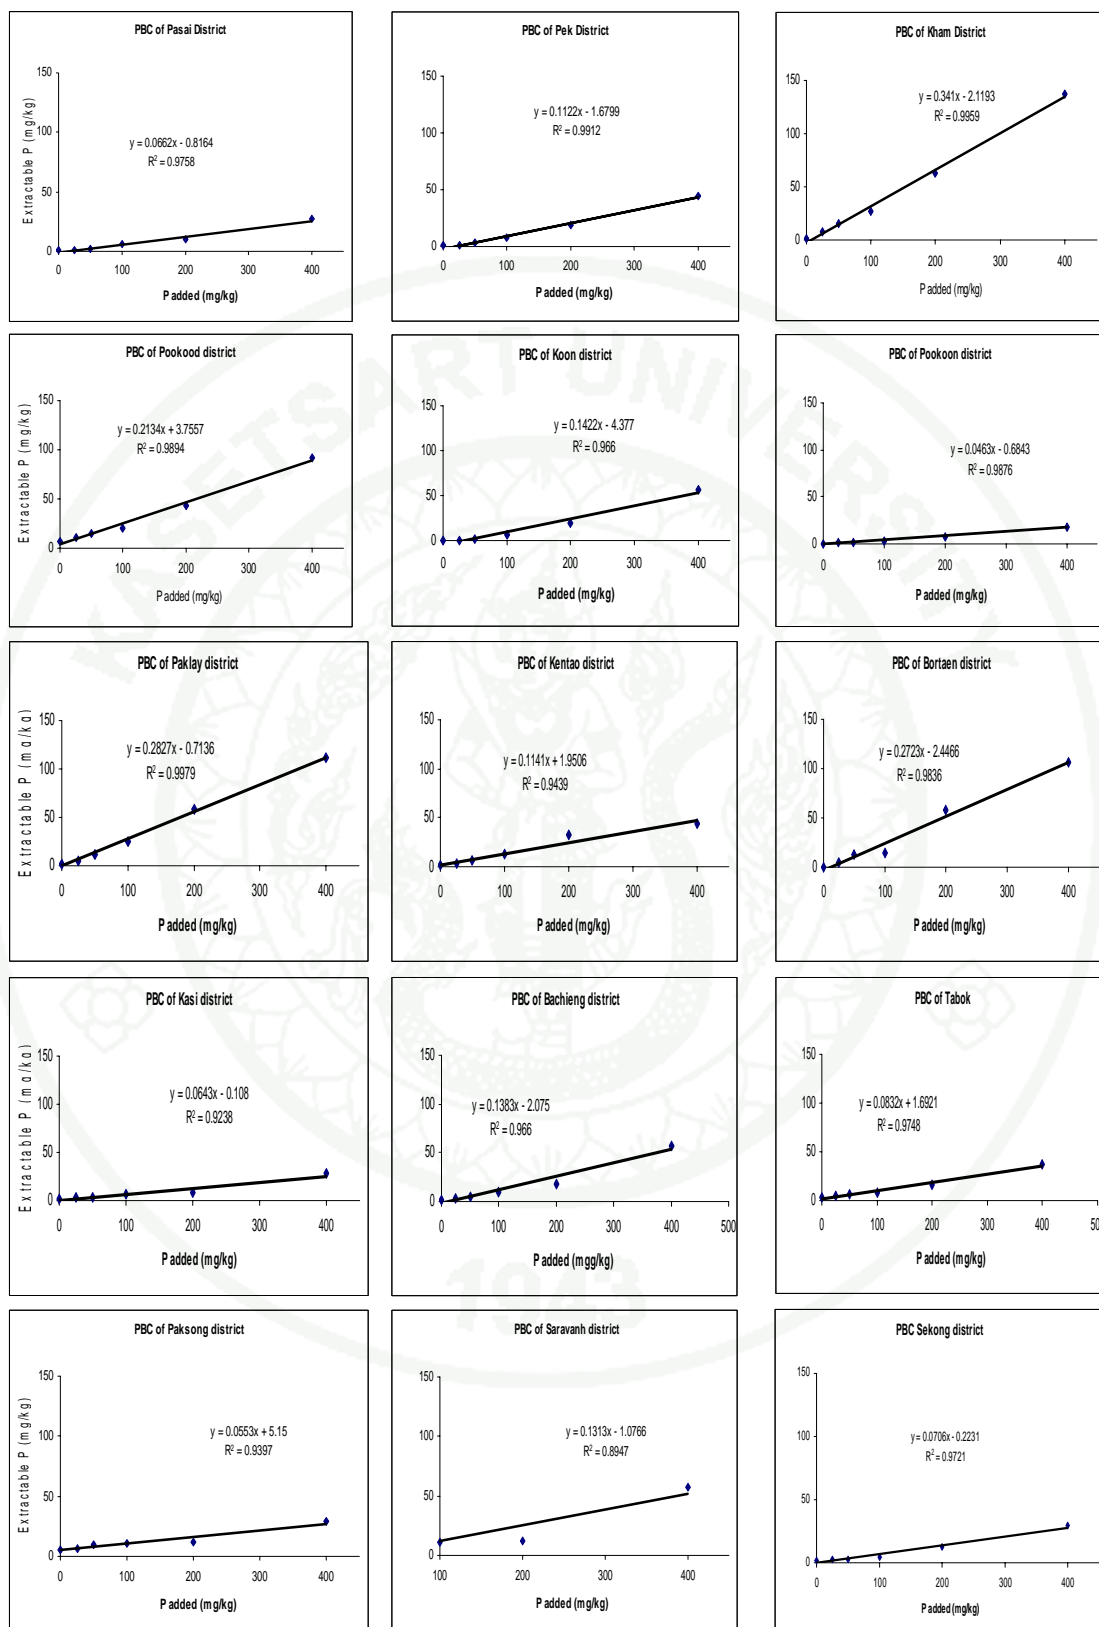 PBC of Pasai District
150
100
50
0
Extractable P (mg/kg)
y = 0.0662x - 0.8164
R² = 0.9758
0 100 200 300 400
P added (mg/kg)
PBC of Pek District
150
100
50
0
y = 0.1122x - 1.6799
R² = 0.9912
0 100 200 300 400
P added (mg/kg)
PBC of Kham District
150
100
50
0
y = 0.341x - 2.1193
R² = 0.9959
0 100 200 300 400
P added (mg/kg)
PBC of Pookood district
150
100
50
0
Extractable P (mg/kg)
y = 0.2134x + 3.7557
R² = 0.9894
0 100 200 300 400
P added (mg/kg)
PBC of Koon district
150
100
50
0
y = 0.1422x - 4.377
R² = 0.966
0 100 200 300 400
P added (mg/kg)
PBC of Pookoon district
150
100
50
0
y = 0.0463x - 0.6843
R² = 0.9876
0 100 200 300 400
P added (mg/kg)
PBC of Paklay district
150
100
50
0
Extractable P (mg/kg)
y = 0.2827x - 0.7136
R² = 0.9979
0 100 200 300 400
P added (mg/kg)
PBC of Kentao district
150
100
50
0
y = 0.1141x + 1.9506
R² = 0.9439
0 100 200 300 400
P added (mg/kg)
PBC of Bortaen district
150
100
50
0
y = 0.2723x - 2.4466
R² = 0.9836
0 100 200 300 400
P added (mg/kg)
PBC of Kasi district
150
100
50
0
Extractable P (mg/kg)
y = 0.0643x - 0.108
R² = 0.9238
0 100 200 300 400
P added (mg/kg)
PBC of Bachieng district
150
100
50
0
y = 0.1383x - 2.075
R² = 0.966
0 100 200 300 400 500
P added (mgg/kg)
PBC of Tabok
150
100
50
0
y = 0.0832x + 1.6921
R² = 0.9748
0 100 200 300 400 50
P added (mg/kg)
PBC of Paksong district
150
100
50
0
Extractable P (mg/kg)
y = 0.0553x + 5.15
R² = 0.9397
0 100 200 300 400
P added (mg/kg)
PBC of Saravanh district
150
100
50
0
y = 0.1313x - 1.0766
R² = 0.8947
100 200 300 400
P added (mg/kg)
PBC Sekong district
150
100
50
0
y = 0.0706x - 0.2231
R² = 0.9721
0 100 200 300 400
P added (mg/kg)
KASETSART UNIVERSITY
1943